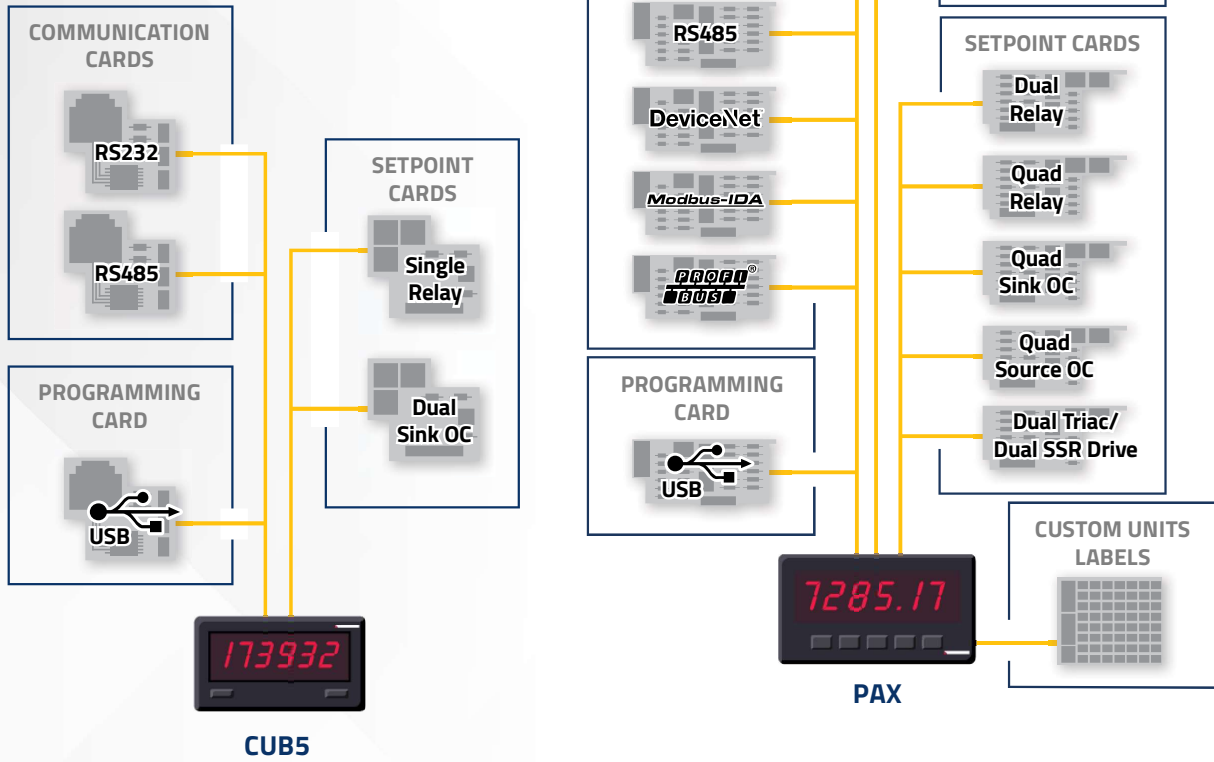 COMMUNICATION
CARDS
RS232
RS485
PROGRAMMING
CARD
USB
SETPOINT
CARDS
Single
Relay
Dual
Sink OC
173932
CUB5
RS485
DeviceNet
Modbus-IDA
PROFI®
BUS
PROGRAMMING
CARD
USB
SETPOINT CARDS
Dual
Relay
Quad
Relay
Quad
Sink OC
Quad
Source OC
Dual Triac/
Dual SSR Drive
CUSTOM UNITS
LABELS
7285.17
PAX